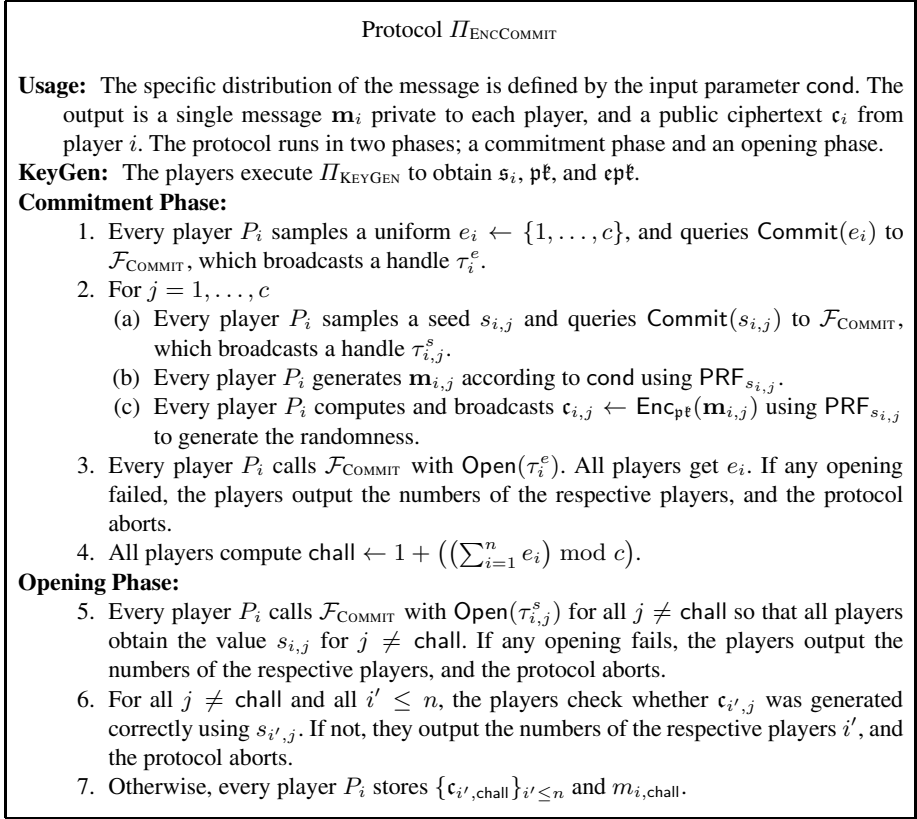 Protocol Π_EncCommit
Usage: The specific distribution of the message is defined by the input parameter cond. The
output is a single message 𝐦_i private to each player, and a public ciphertext 𝔠_i from
player i. The protocol runs in two phases; a commitment phase and an opening phase.
KeyGen: The players execute Π_KeyGen to obtain 𝔰_i, 𝔭𝔨, and 𝔢𝔭𝔨.
Commitment Phase:
1. Every player P_i samples a uniform e_i ← {1, . . . , c}, and queries Commit(e_i) to
F_Commit, which broadcasts a handle τ_i^e.
2. For j = 1, . . . , c
(a) Every player P_i samples a seed s_{i,j} and queries Commit(s_{i,j}) to F_Commit,
which broadcasts a handle τ_{i,j}^s.
(b) Every player P_i generates 𝐦_{i,j} according to cond using PRF_{s_{i,j}}.
(c) Every player P_i computes and broadcasts 𝔠_{i,j} ← Enc_𝔭𝔨(𝐦_{i,j}) using PRF_{s_{i,j}}
to generate the randomness.
3. Every player P_i calls F_Commit with Open(τ_i^e). All players get e_i. If any opening
failed, the players output the numbers of the respective players, and the protocol
aborts.
4. All players compute chall ← 1 + ((∑_{i=1}^n e_i) mod c).
Opening Phase:
5. Every player P_i calls F_Commit with Open(τ_{i,j}^s) for all j ≠ chall so that all players
obtain the value s_{i,j} for j ≠ chall. If any opening fails, the players output the
numbers of the respective players, and the protocol aborts.
6. For all j ≠ chall and all i′ ≤ n, the players check whether 𝔠_{i′,j} was generated
correctly using s_{i′,j}. If not, they output the numbers of the respective players i′, and
the protocol aborts.
7. Otherwise, every player P_i stores {𝔠_{i′,chall}}_{i′≤n} and m_{i,chall}.